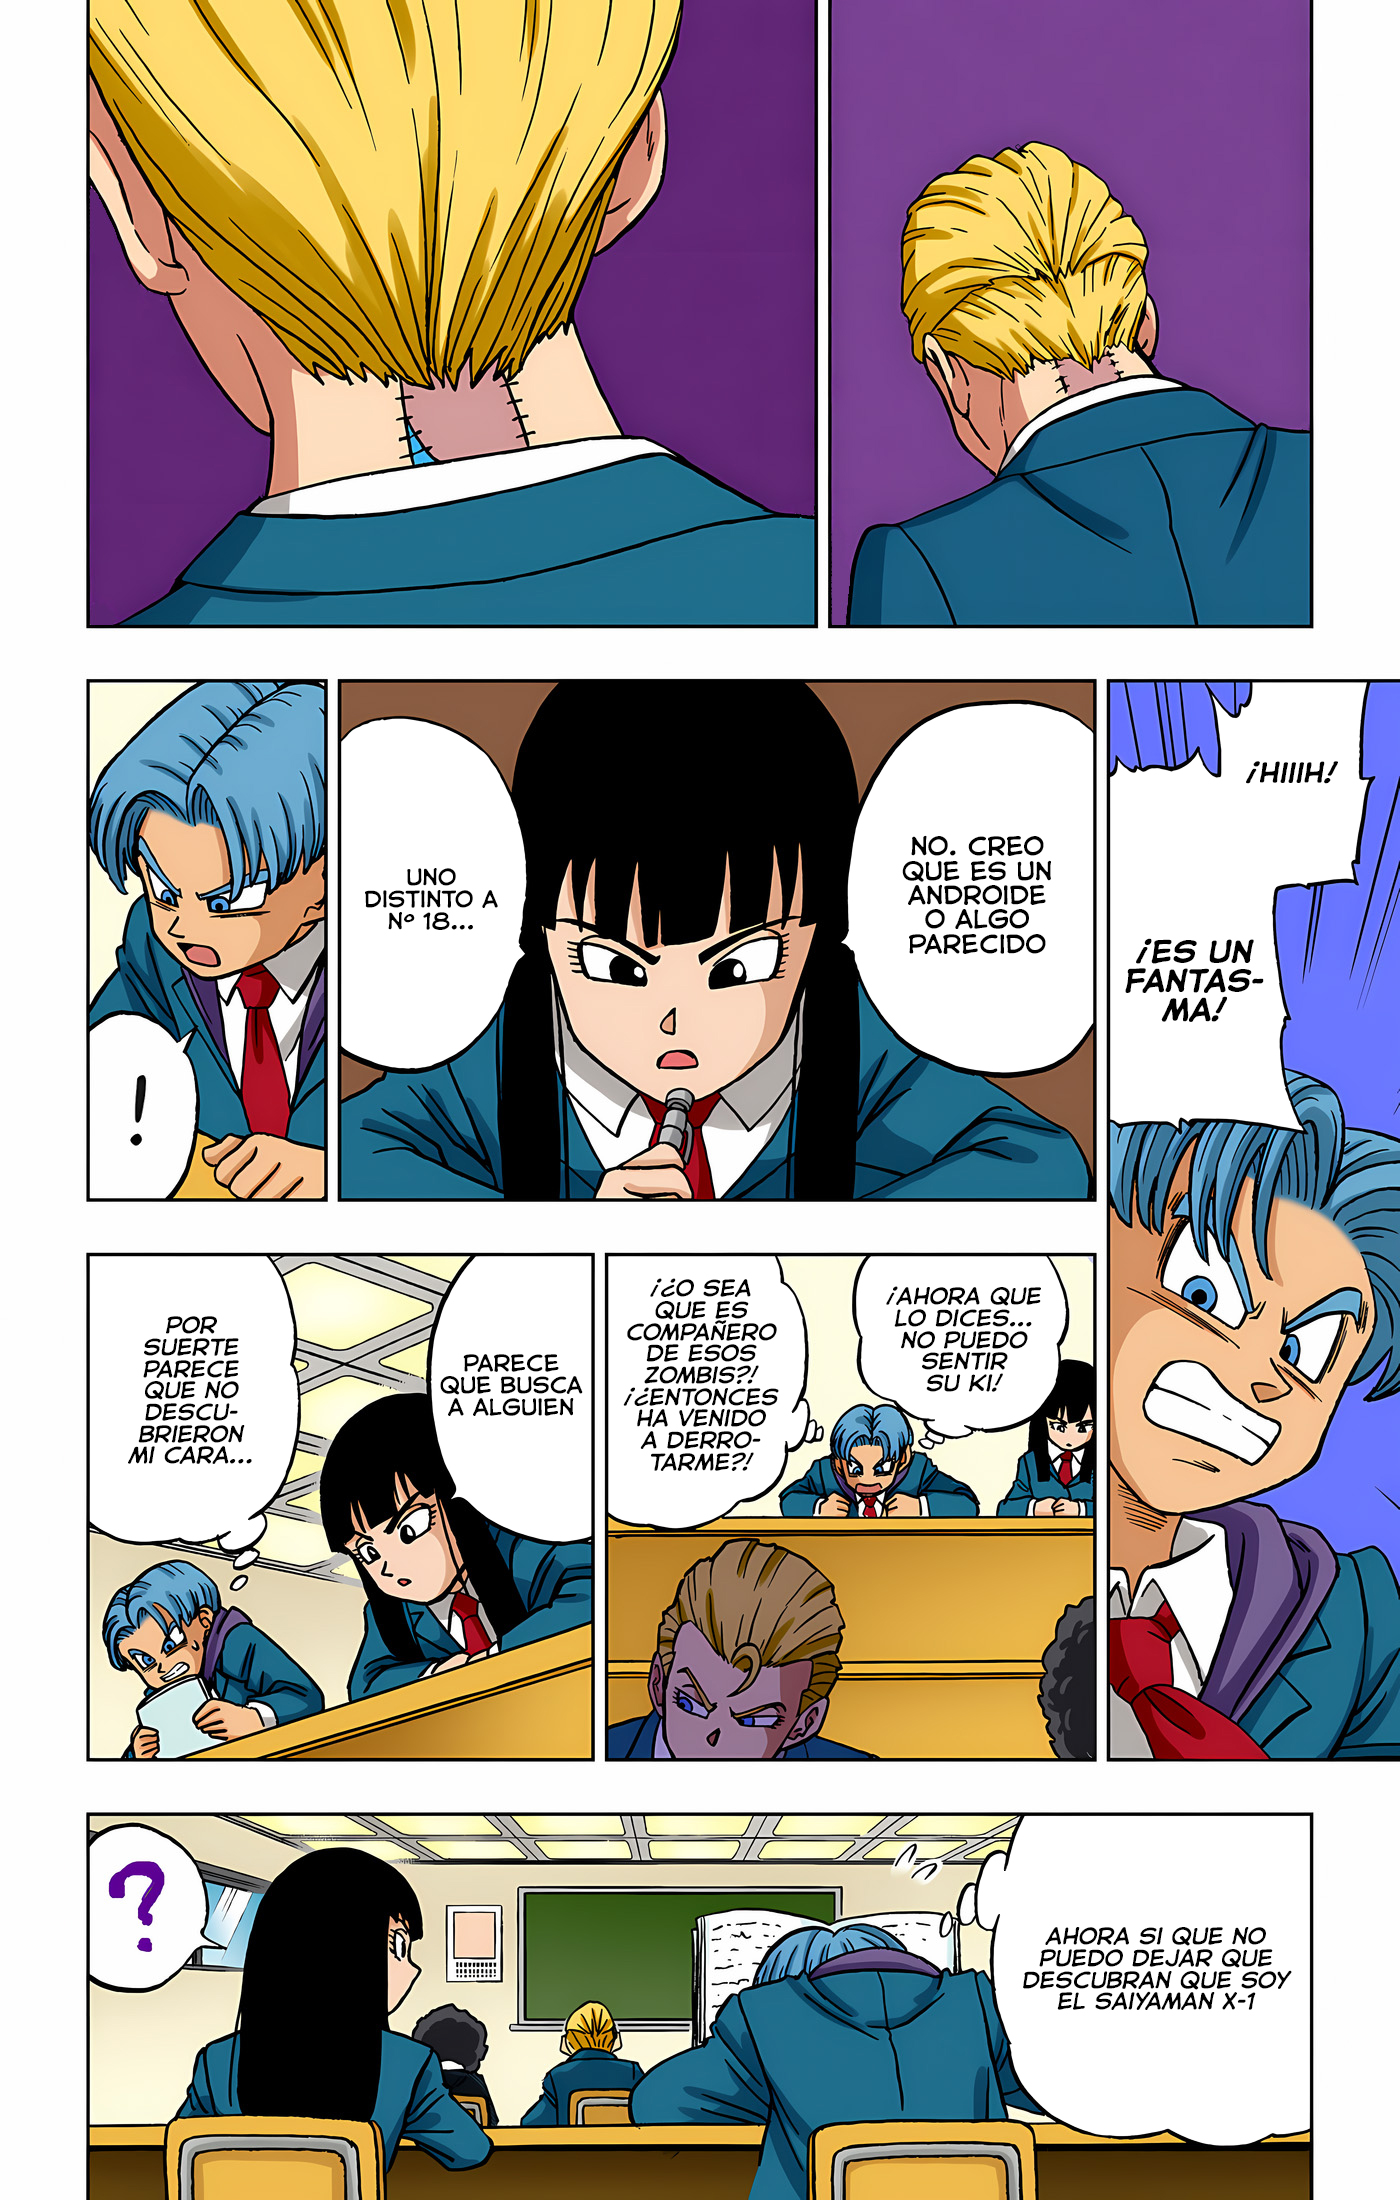 ¡HIIIH!
¡ES UN
FANTAS-
MA!
NO. CREO
QUE ES UN
ANDROIDE
O ALGO
PARECIDO
UNO
DISTINTO A
Nº 18...
!
¡AHORA QUE
LO DICES...
NO PUEDO
SENTIR
SU KI!
¡¿O SEA
QUE ES
COMPAÑERO
DE ESOS
ZOMBIS?!
¡¿ENTONCES
HA VENIDO
A DERRO-
TARME?!
PARECE
QUE BUSCA
A ALGUIEN
POR
SUERTE
PARECE
QUE NO
DESCU-
BRIERON
MI CARA...
AHORA SI QUE NO
PUEDO DEJAR QUE
DESCUBRAN QUE SOY
EL SAIYAMAN X-1
?